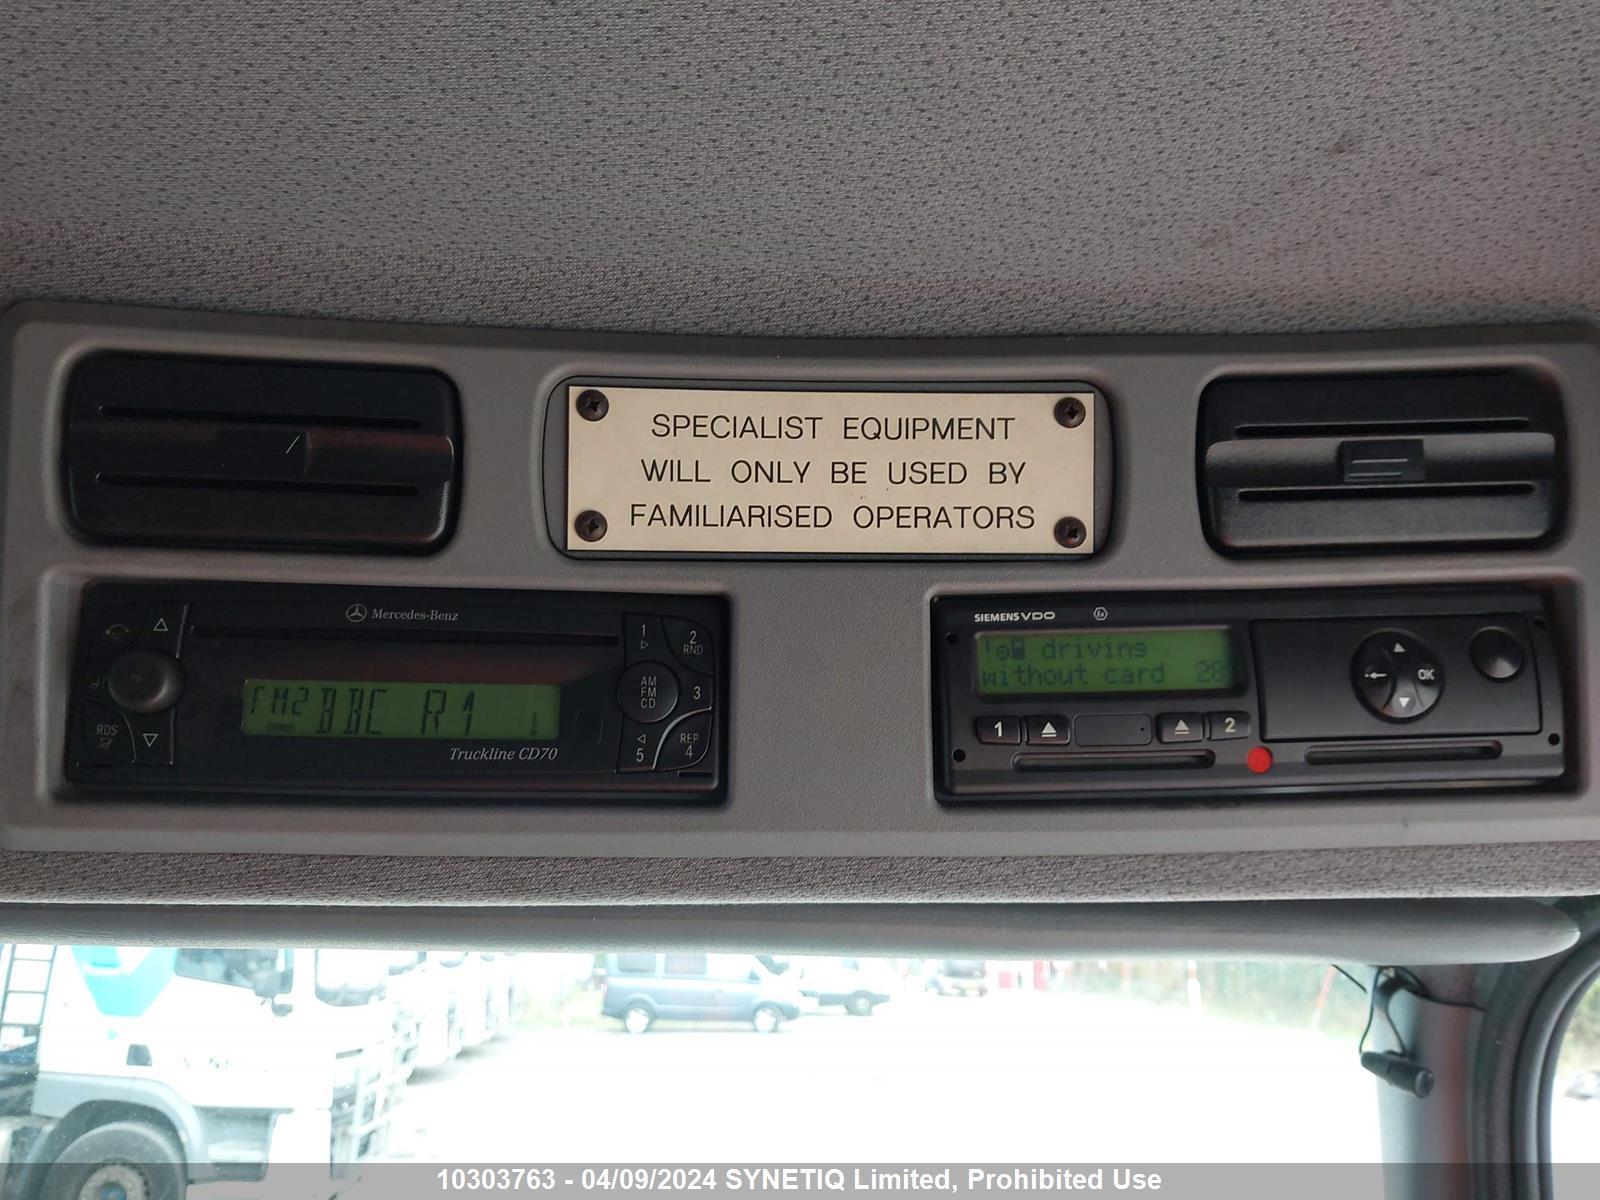 SPECIALIST EQUIPMENT
WILL ONLY BE USED BY
FAMILIARISED OPERATORS
Mercedes-Benz
1
2
RND
AM
FM
CD
3
RDS
5
REP
4
FM2 BBC R1
Truckline CD70
SIEMENS VDO
driving
without card 28
1
2
OK
10303763 - 04/09/2024 SYNETIQ Limited, Prohibited Use